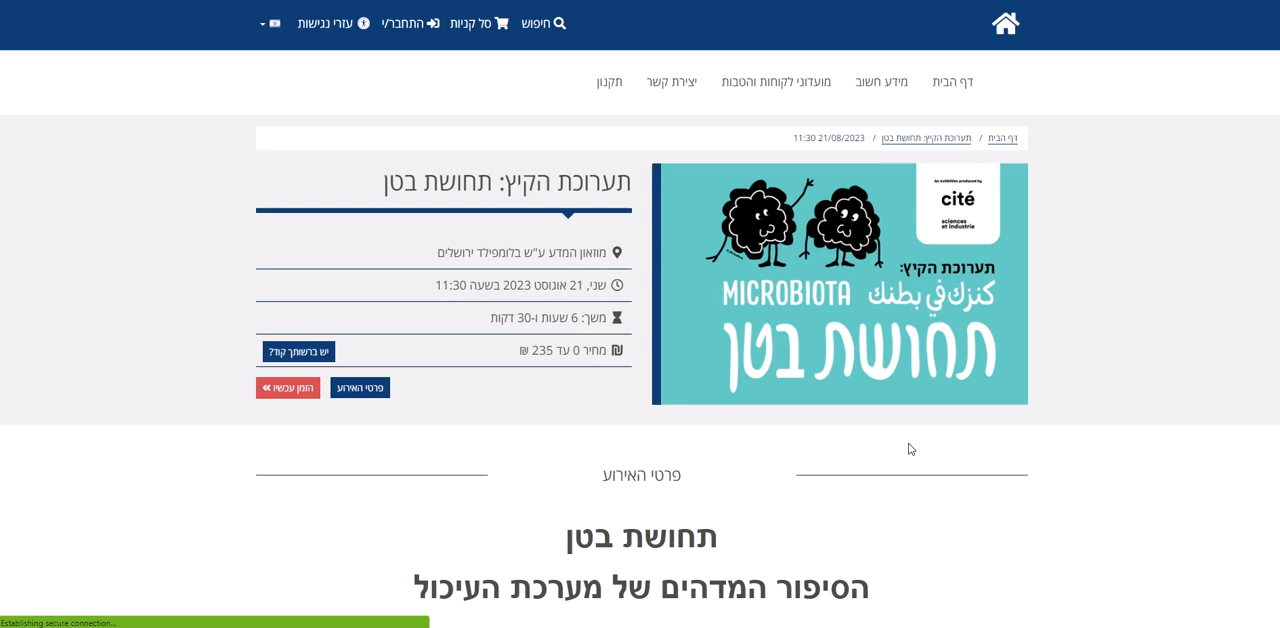 חיפוש
סל קניות
התחבר/י
עזרי נגישות
דף הבית
מידע חשוב
מועדוני לקוחות והטבות
יצירת קשר
תקנון
דף הבית / תערוכת הקיץ: תחושת בטן / 21/08/2023 11:30
An exhibition produced by
cité
sciences
et industrie
תערוכת הקיץ:
MICROBIOTA كنزك في بطنك
תחושת בטן
תערוכת הקיץ: תחושת בטן
מוזאון המדע ע"ש בלומפילד ירושלים
שני, 21 אוגוסט 2023 בשעה 11:30
משך: 6 שעות ו-30 דקות
מחיר 0 עד 235 ₪
יש ברשותך קוד?
פרטי האירוע
הזמן עכשיו
פרטי האירוע
תחושת בטן
הסיפור המדהים של מערכת העיכול
Establishing secure connection...